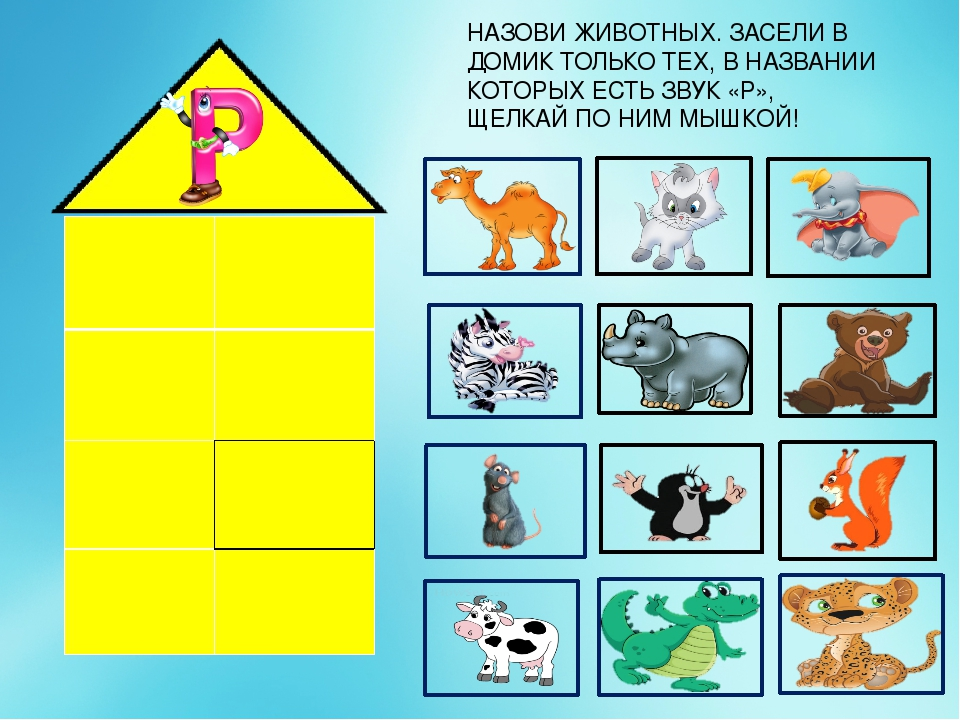 НАЗОВИ ЖИВОТНЫХ. ЗАСЕЛИ В
ДОМИК ТОЛЬКО ТЕХ, В НАЗВАНИИ
КОТОРЫХ ЕСТЬ ЗВУК «Р»,
ЩЕЛКАЙ ПО НИМ МЫШКОЙ!
Р